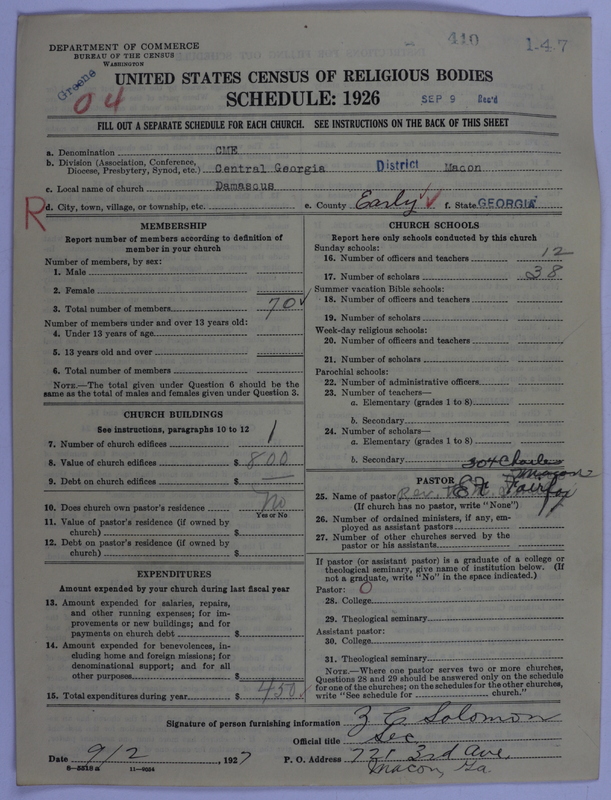 410 1-47
DEPARTMENT OF COMMERCE
BUREAU OF THE CENSUS
WASHINGTON
Greene
04
UNITED STATES CENSUS OF RELIGIOUS BODIES
SCHEDULE: 1926
SEP 9 Rec'd
FILL OUT A SEPARATE SCHEDULE FOR EACH CHURCH. SEE INSTRUCTIONS ON THE BACK OF THIS SHEET
a. Denomination CME
b. Division (Association, Conference, Diocese, Presbytery, Synod, etc.) Central Georgia District Macon
c. Local name of church Damascus
R
d. City, town, village, or township, etc. e. County Early f. State GEORGIA
MEMBERSHIP
Report number of members according to definition of
member in your church
Number of members, by sex:
1. Male
2. Female
3. Total number of members 70
Number of members under and over 13 years old:
4. Under 13 years of age
5. 13 years old and over
6. Total number of members
NOTE.—The total given under Question 6 should be the
same as the total of males and females given under Question 3.
CHURCH BUILDINGS
See instructions, paragraphs 10 to 12
7. Number of church edifices 1
8. Value of church edifices $ 800
9. Debt on church edifices $ —
10. Does church own pastor's residence No
Yes or No
11. Value of pastor's residence (if owned by
church) $
12. Debt on pastor's residence (if owned by
church) $
EXPENDITURES
Amount expended by your church during last fiscal year
13. Amount expended for salaries, repairs,
and other running expenses; for im-
provements or new buildings; and for
payments on church debt $
14. Amount expended for benevolences, in-
cluding home and foreign missions; for
denominational support; and for all
other purposes $
15. Total expenditures during year $ 450
CHURCH SCHOOLS
Report here only schools conducted by this church
Sunday schools:
16. Number of officers and teachers 12
17. Number of scholars 38
Summer vacation Bible schools:
18. Number of officers and teachers
19. Number of scholars
Week-day religious schools:
20. Number of officers and teachers
21. Number of scholars
Parochial schools:
22. Number of administrative officers
23. Number of teachers—
a. Elementary (grades 1 to 8)
b. Secondary
24. Number of scholars—
a. Elementary (grades 1 to 8)
b. Secondary
304 Charles
Macon
PASTOR
25. Name of pastor Rev. Fairfax
(If church has no pastor, write "None")
26. Number of ordained ministers, if any, em-
ployed as assistant pastors
27. Number of other churches served by the
pastor or his assistants
If pastor (or assistant pastor) is a graduate of a college or
theological seminary, give name of institution below. (If
not a graduate, write "No" in the space indicated.)
Pastor: 0
28. College
29. Theological seminary
Assistant pastor:
30. College
31. Theological seminary
NOTE.—Where one pastor serves two or more churches,
Questions 28 and 29 should be answered only on the schedule
for one of the churches; on the schedules for the other churches,
write "See schedule for church."
Signature of person furnishing information Z E Solomon
Official title Sec
Date 9/2, 1927 P. O. Address 721 3rd Ave,
Macon, Ga.
8—5518a 11—9564